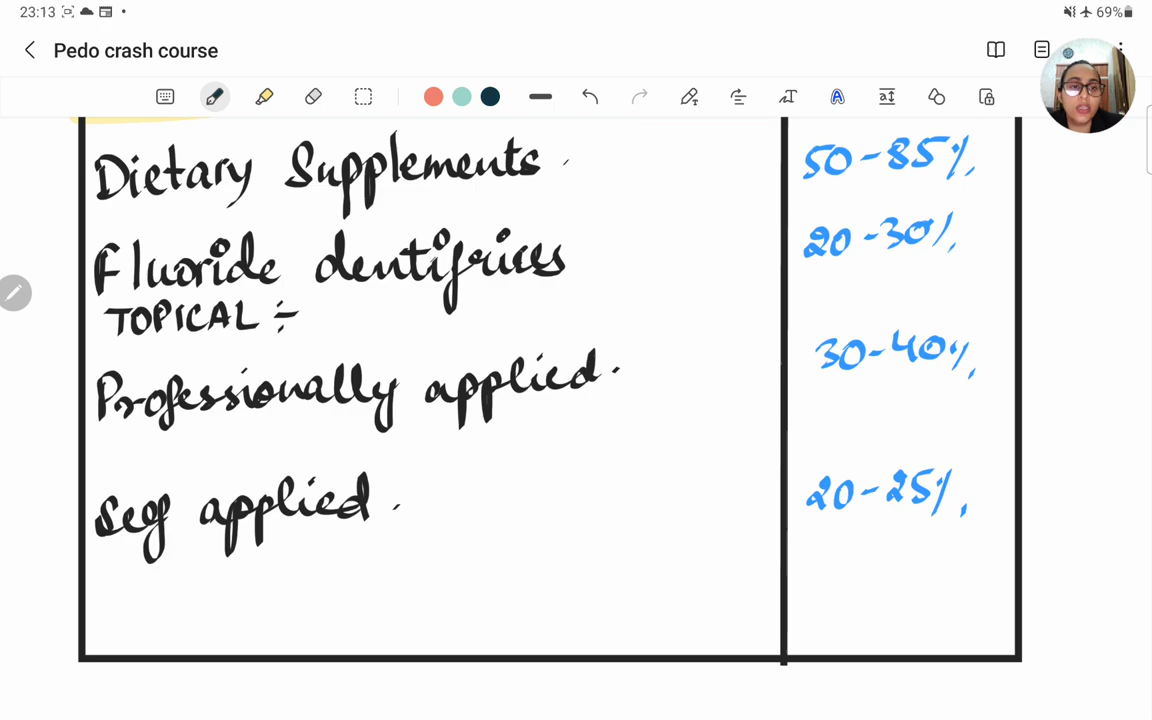 23:13
69%
Pedo crash course
Dietary Supplements 50-85%
Fluoride dentifrices 20-30%
TOPICAL :-
Professionally applied. 30-40%
Self applied. 20-25%